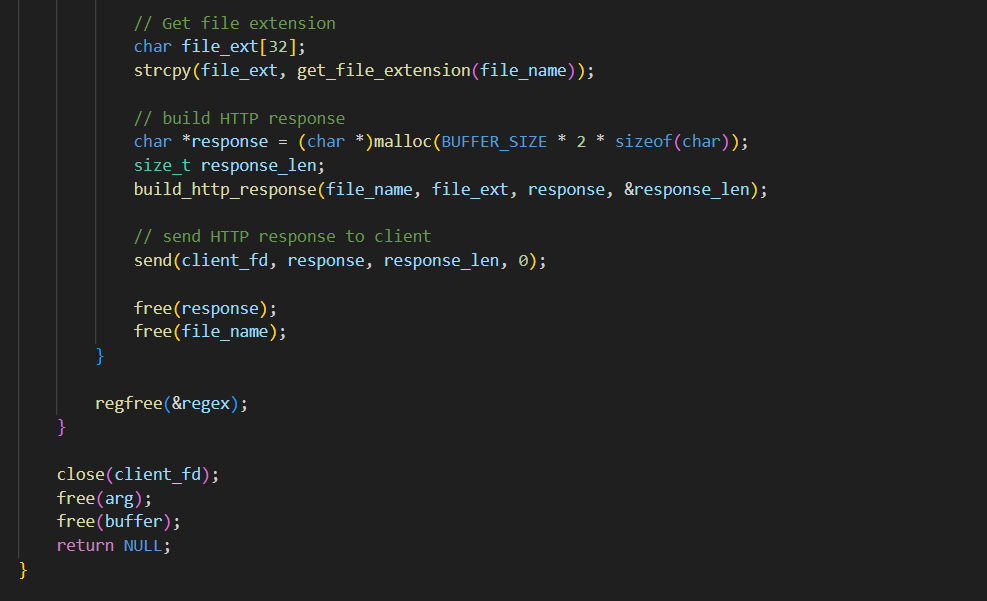 // Get file extension
char file_ext[32];
strcpy(file_ext, get_file_extension(file_name));
// build HTTP response
char *response = (char *)malloc(BUFFER_SIZE * 2 * sizeof(char));
size_t response_len;
build_http_response(file_name, file_ext, response, &response_len);
// send HTTP response to client
send(client_fd, response, response_len, 0);
free(response);
free(file_name);
}
regfree(&regex);
}
close(client_fd);
free(arg);
free(buffer);
return NULL;
}